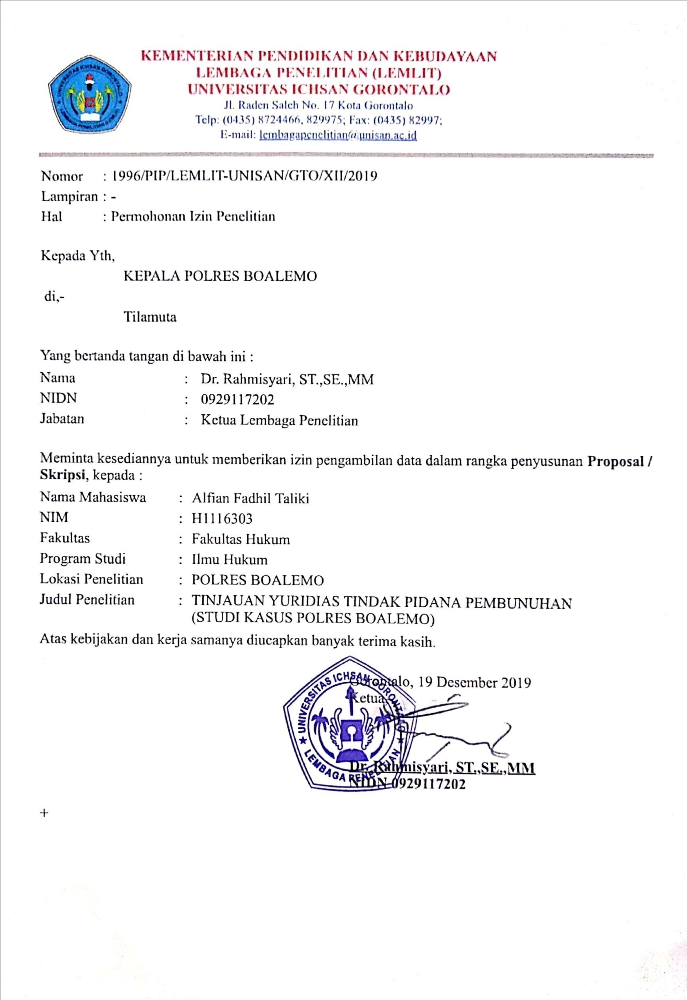 KEMENTERIAN PENDIDIKAN DAN KEBUDAYAAN
LEMBAGA PENELITIAN (LEMLIT)
UNIVERSITAS ICHSAN GORONTALO
Jl. Raden Saleh No. 17 Kota Gorontalo
Telp: (0435) 8724466, 829975; Fax: (0435) 82997;
E-mail: lembagapenelitian@unisan.ac.id
UNIVERSITAS ICHSAN GORONTALO
LEMBAGA PENELITIAN (LEMLIT)
Nomor : 1996/PIP/LEMLIT-UNISAN/GTO/XII/2019
Lampiran : -
Hal : Permohonan Izin Penelitian
Kepada Yth,
KEPALA POLRES BOALEMO
di,-
Tilamuta
Yang bertanda tangan di bawah ini :
Nama : Dr. Rahmisyari, ST.,SE.,MM
NIDN : 0929117202
Jabatan : Ketua Lembaga Penelitian
Meminta kesediannya untuk memberikan izin pengambilan data dalam rangka penyusunan Proposal /
Skripsi, kepada :
Nama Mahasiswa : Alfian Fadhil Taliki
NIM : H1116303
Fakultas : Fakultas Hukum
Program Studi : Ilmu Hukum
Lokasi Penelitian : POLRES BOALEMO
Judul Penelitian : TINJAUAN YURIDIAS TINDAK PIDANA PEMBUNUHAN
(STUDI KASUS POLRES BOALEMO)
Atas kebijakan dan kerja samanya diucapkan banyak terima kasih.
Gorontalo, 19 Desember 2019
Ketua,
UNIVERSITAS ICHSAN GORONTALO
LEMBAGA PENELITIAN
Dr. Rahmisyari, ST.,SE.,MM
NIDN 0929117202
+